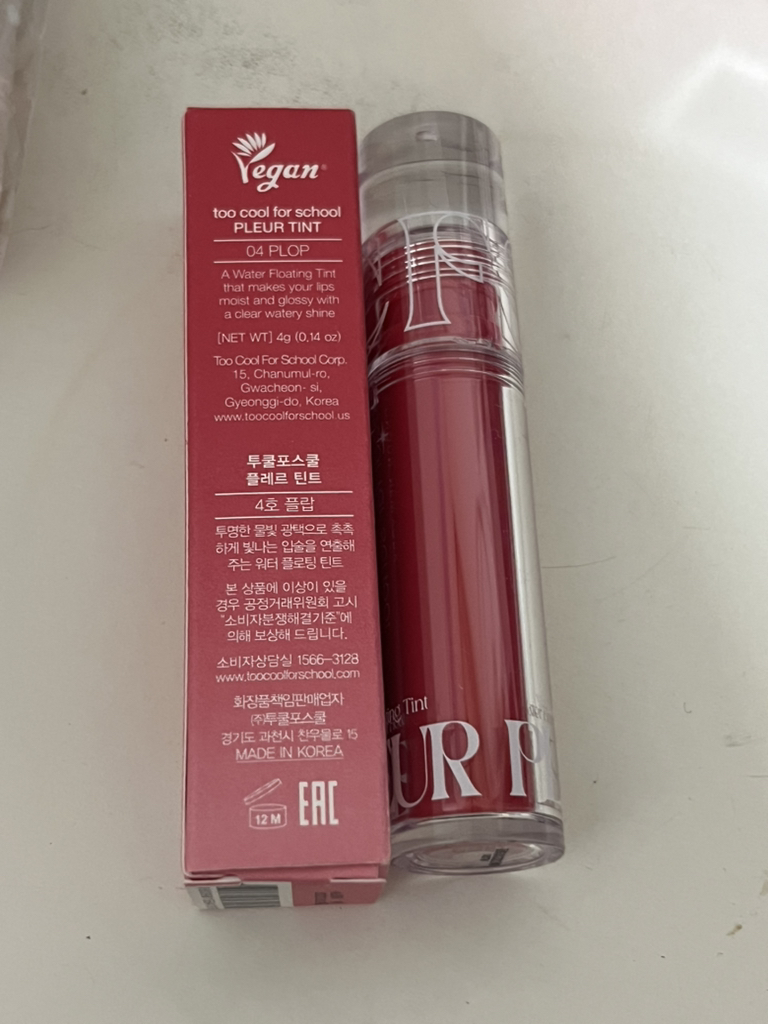 Vegan
too cool for school
PLEUR TINT
04 PLOP
A Water Floating Tint
that makes your lips
moist and glossy with
a clear watery shine
[NET WT] 4g (0,14 oz)
Too Cool For School Corp.
15, Chanumul-ro,
Gwacheon- si,
Gyeonggi-do, Korea
www.toocoolforschool.us
투쿨포스쿨
플레르 틴트
4호 플랍
투명한 물빛 광택으로 촉촉
하게 빛나는 입술을 연출해
주는 워터 플로팅 틴트
본 상품에 이상이 있을
경우 공정거래위원회 고시
"소비자분쟁해결기준"에
의해 보상해 드립니다.
소비자상담실 1566-3128
www.toocoolforschool.com
화장품책임판매업자
(주)투쿨포스쿨
경기도 과천시 찬우물로 15
MADE IN KOREA
12 M
EAC
Tint
UR P